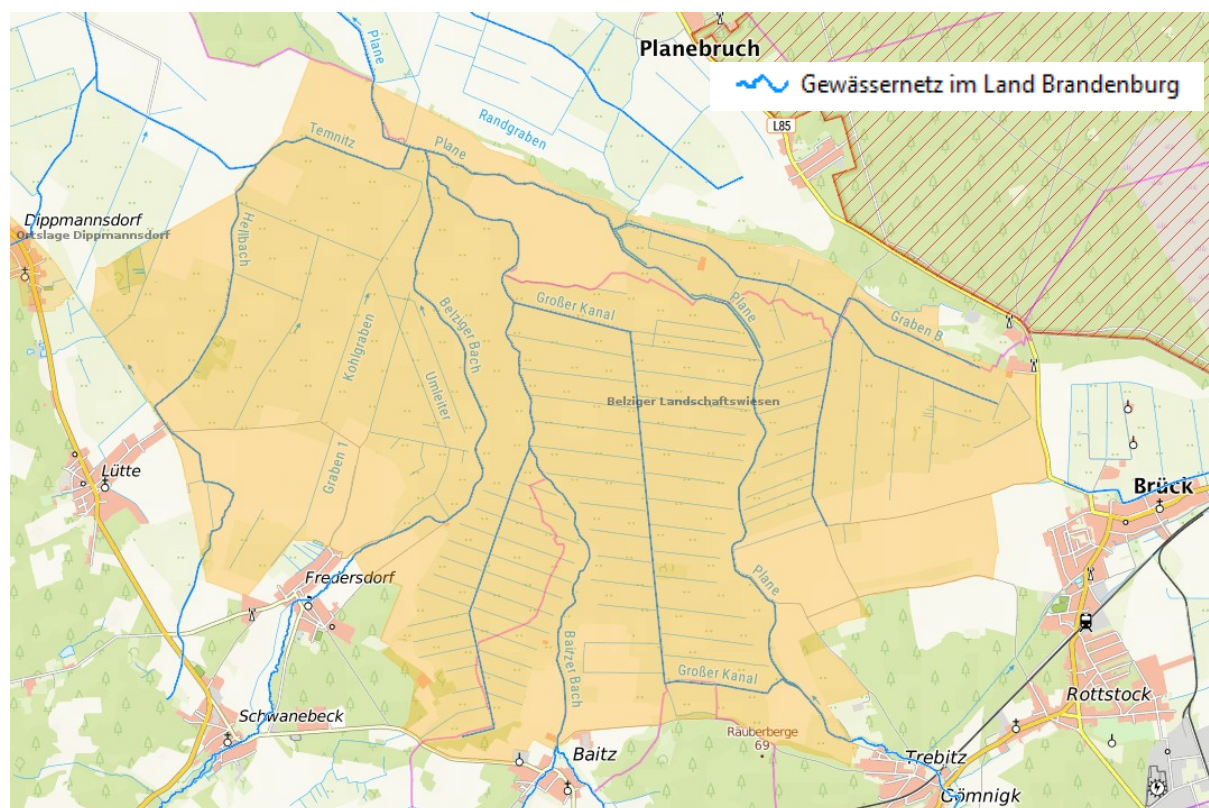 Plane
Planebruch
Gewässernetz im Land Brandenburg
Randgraben
L85
Temnitz
Plane
Dippmannsdorf
Ortslage Dippmannsdorf
Hellbach
Großer Kanal
Plane
Graben B
Belziger Bach
Kohlgraben
Umleiter
Belziger Landschaftswiesen
Graben 1
Lütte
Brück
Fredersdorf
Plane
Baitzer Bach
Großer Kanal
Rottstock
Schwanebeck
Räuberberge
69
Baitz
Trebitz
Gömnigk